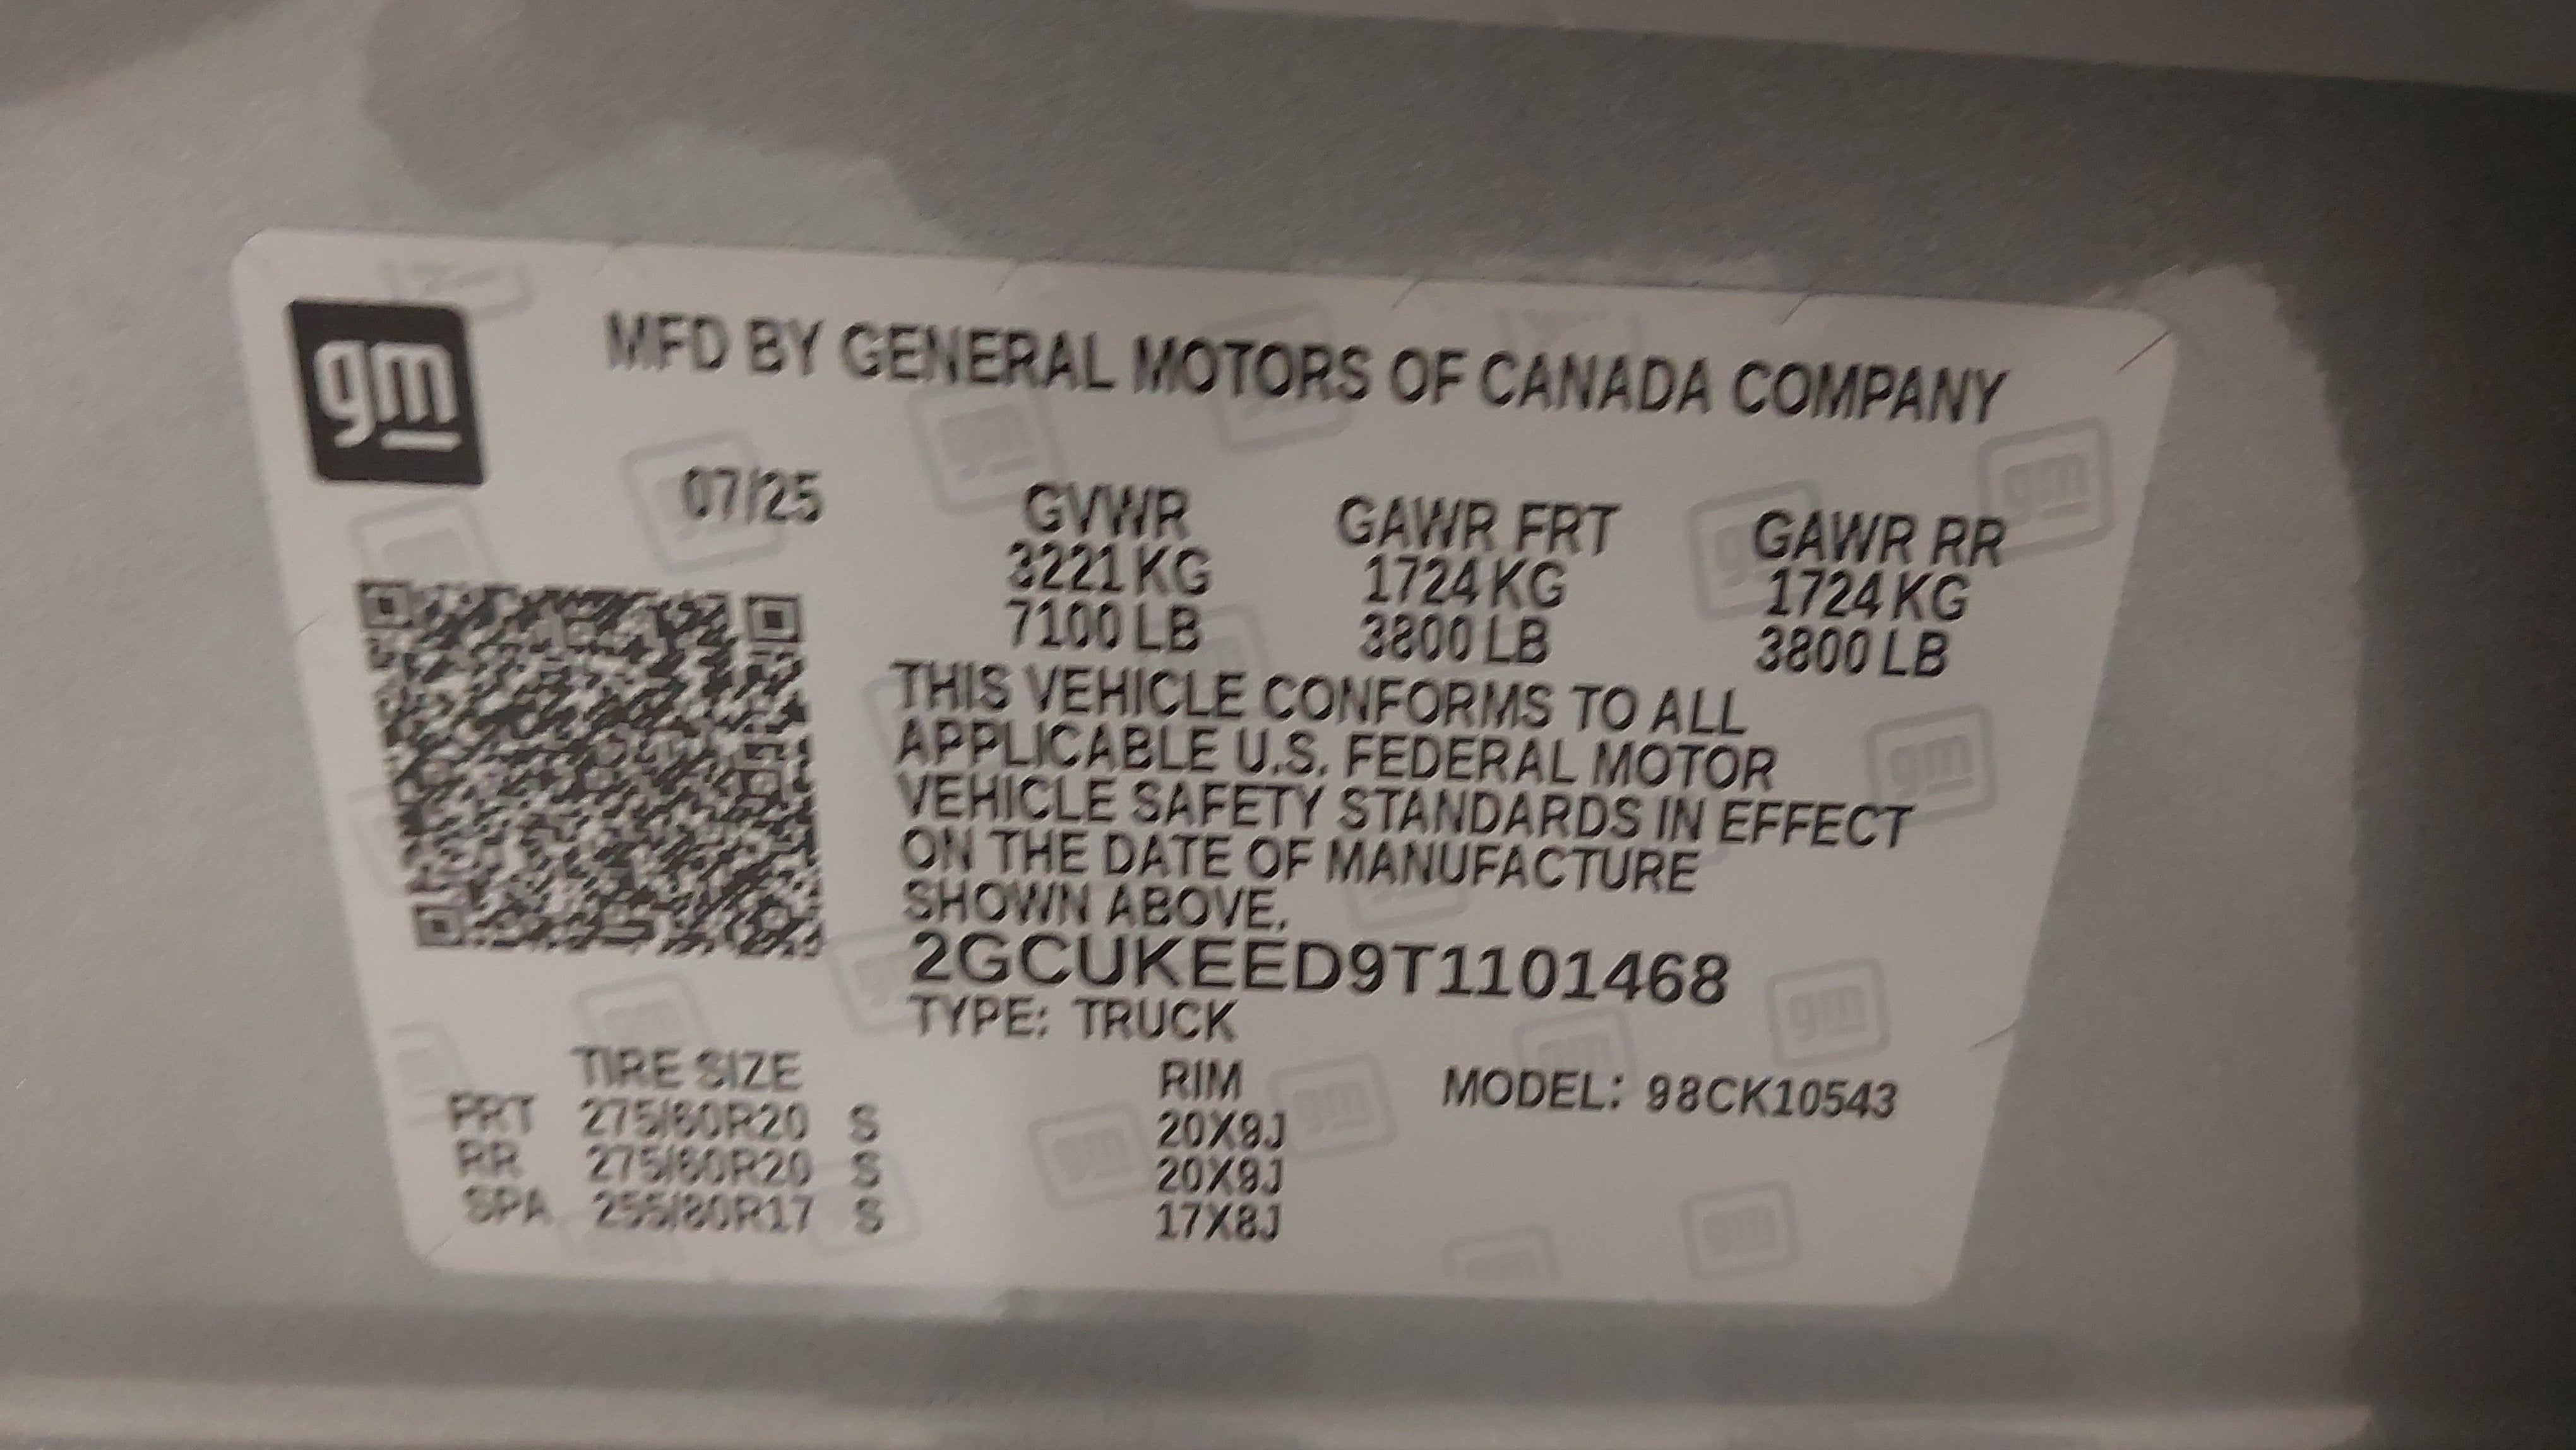 gm
MFD BY GENERAL MOTORS OF CANADA COMPANY
07/25
GVWR GAWR FRT GAWR RR
3221 KG 1724 KG 1724 KG
7100 LB 3800 LB 3800 LB
THIS VEHICLE CONFORMS TO ALL
APPLICABLE U.S. FEDERAL MOTOR
VEHICLE SAFETY STANDARDS IN EFFECT
ON THE DATE OF MANUFACTURE
SHOWN ABOVE.
2GCUKEED9T1101468
TYPE: TRUCK
TIRE SIZE RIM MODEL: 98CK10543
FRT 275/60R20 S 20X9J
RR 275/60R20 S 20X9J
SPA 255/80R17 S 17X8J